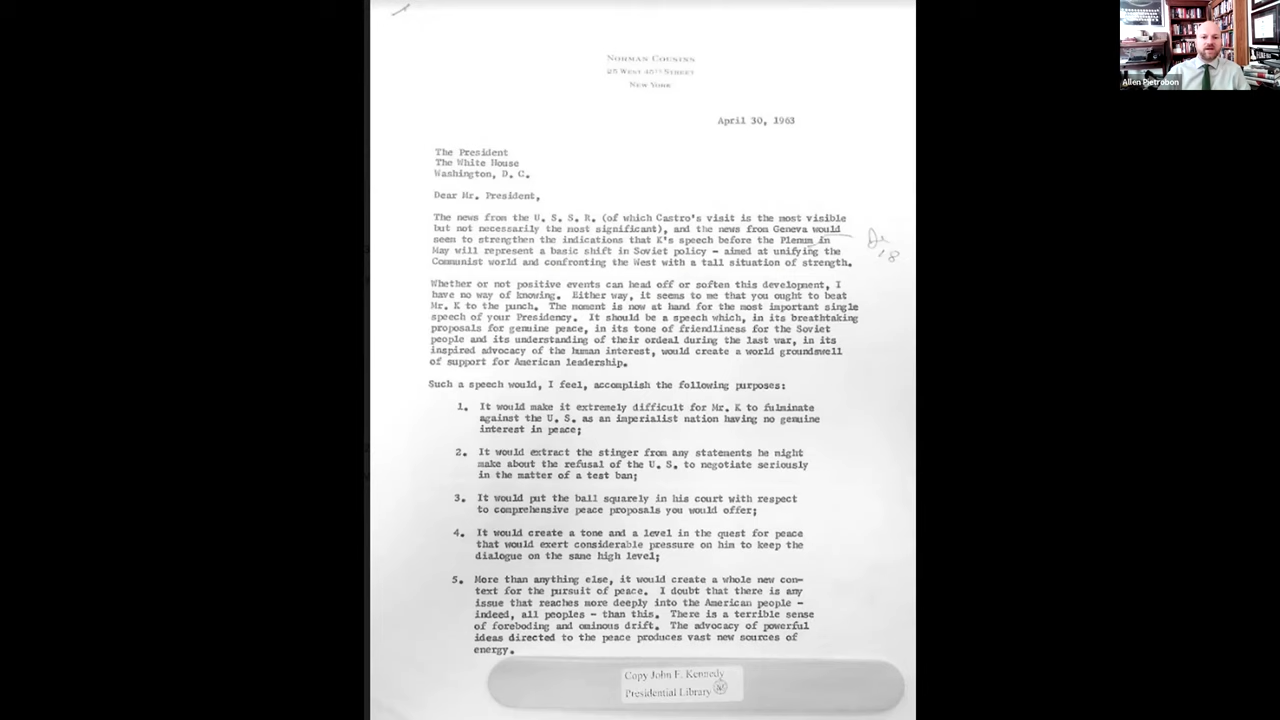 NORMAN COUSINS
25 WEST 45TH STREET
NEW YORK
April 30, 1963
The President
The White House
Washington, D. C.
Dear Mr. President,
The news from the U. S. S. R. (of which Castro's visit is the most visible
but not necessarily the most significant), and the news from Geneva would
seem to strengthen the indications that K's speech before the Plenum in
May will represent a basic shift in Soviet policy - aimed at unifying the
Communist world and confronting the West with a tall situation of strength.
Whether or not positive events can head off or soften this development, I
have no way of knowing. Either way, it seems to me that you ought to beat
Mr. K to the punch. The moment is now at hand for the most important single
speech of your Presidency. It should be a speech which, in its breathtaking
proposals for genuine peace, in its tone of friendliness for the Soviet
people and its understanding of their ordeal during the last war, in its
inspired advocacy of the human interest, would create a world groundswell
of support for American leadership.
Such a speech would, I feel, accomplish the following purposes:
1. It would make it extremely difficult for Mr. K to fulminate
against the U. S. as an imperialist nation having no genuine
interest in peace;
2. It would extract the stinger from any statements he might
make about the refusal of the U. S. to negotiate seriously
in the matter of a test ban;
3. It would put the ball squarely in his court with respect
to comprehensive peace proposals you would offer;
4. It would create a tone and a level in the quest for peace
that would exert considerable pressure on him to keep the
dialogue on the same high level;
5. More than anything else, it would create a whole new con-
text for the pursuit of peace. I doubt that there is any
issue that reaches more deeply into the American people -
indeed, all peoples - than this. There is a terrible sense
of foreboding and ominous drift. The advocacy of powerful
ideas directed to the peace produces vast new sources of
energy.
Copy John F. Kennedy
Presidential Library
Allen Pietrobon